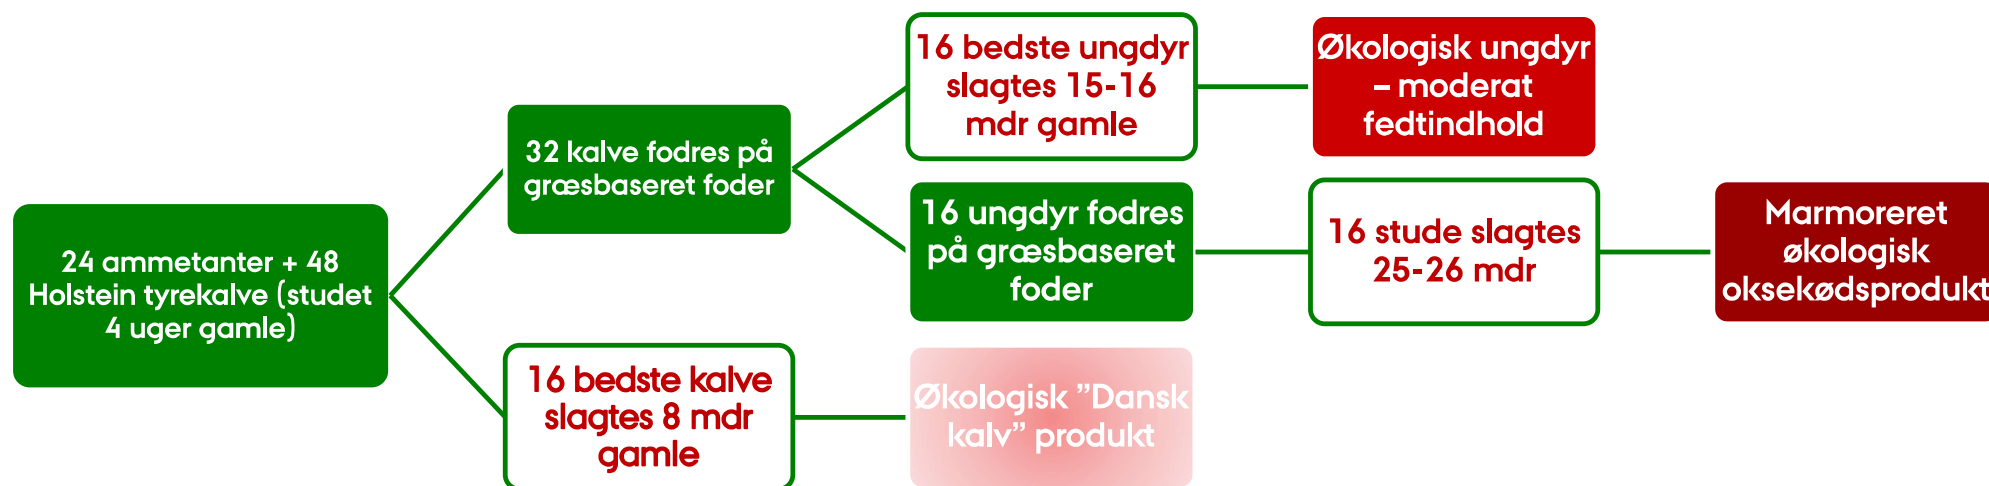 24 ammetanter + 48
Holstein tyrekalve (studet
4 uger gamle)
32 kalve fodres på
græsbaseret foder
16 bedste ungdyr
slagtes 15-16
mdr gamle
Økologisk ungdyr
– moderat
fedtindhold
16 ungdyr fodres
på græsbaseret
foder
16 stude slagtes
25-26 mdr
Marmoreret
økologisk
oksekødsprodukt
16 bedste kalve
slagtes 8 mdr
gamle
Økologisk ”Dansk
kalv” produkt